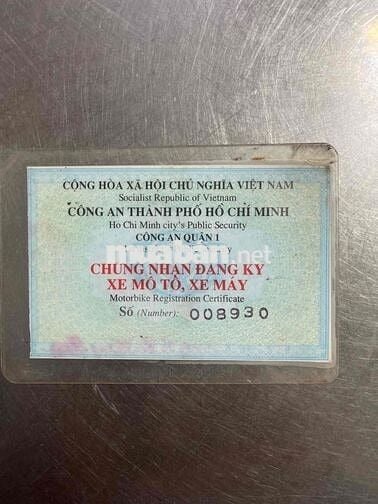 CỘNG HÒA XÃ HỘI CHỦ NGHĨA VIỆT NAM
Socialist Republic of Vietnam
CÔNG AN THÀNH PHỐ HỒ CHÍ MINH
Ho Chi Minh city's Public Security
CÔNG AN QUẬN 1
muaban.net
CHỨNG NHẬN ĐĂNG KÝ
XE MÔ TÔ, XE MÁY
Motorbike Registration Certificate
Số (Number): 008930